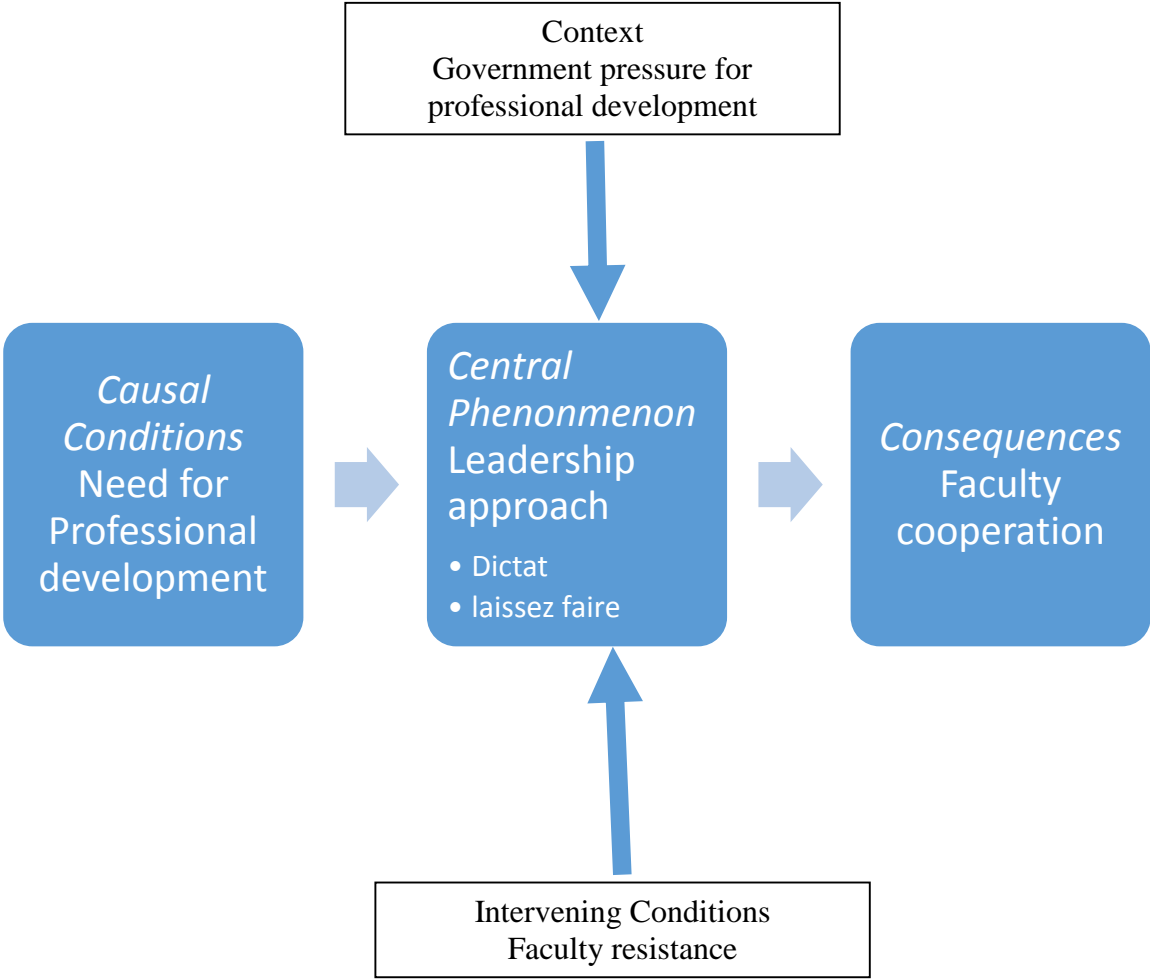 Context
Government pressure for
professional development
Causal
Conditions
Need for
Professional
development
Central
Phenonmenon
Leadership
approach
• Dictat
• laissez faire
Consequences
Faculty
cooperation
Intervening Conditions
Faculty resistance